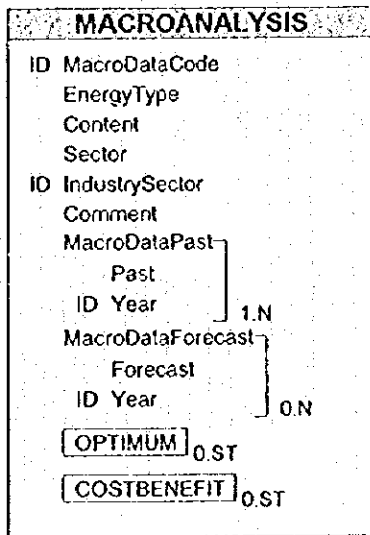 MACROANALYSIS
ID MacroDataCode
EnergyType
Content
Sector
ID IndustrySector
Comment
MacroDataPast
Past
ID Year
1.N
MacroDataForecast
Forecast
ID Year
0.N
OPTIMUM 0.ST
COSTBENEFIT 0.ST